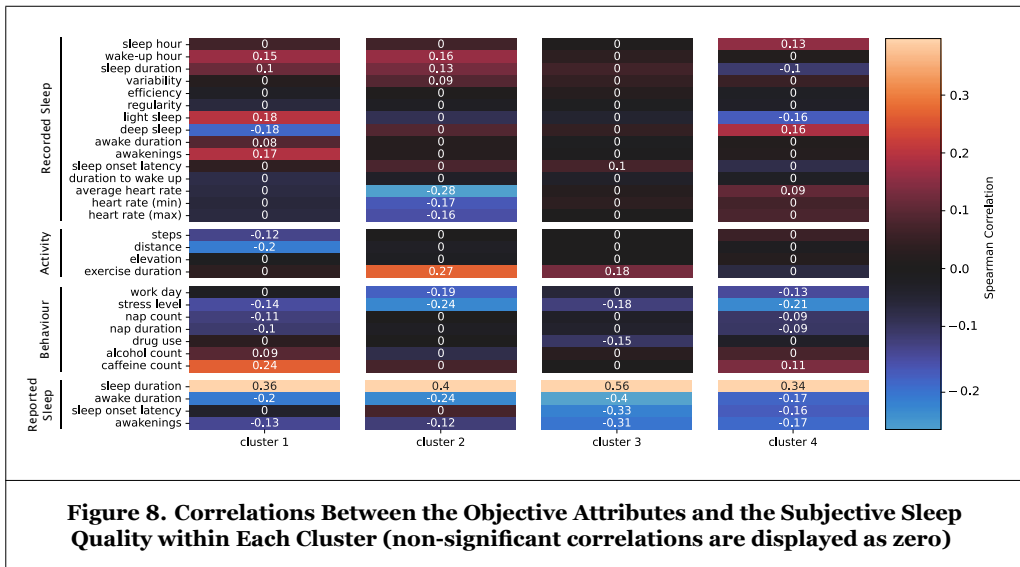 Recorded Sleep
sleep hour 0 0 0 0.13
wake-up hour 0.15 0.16 0 0
sleep duration 0.1 0.13 0 -0.1
variability 0 0.09 0 0
efficiency 0 0 0 0
regularity 0 0 0 0
light sleep 0.18 0 0 -0.16
deep sleep -0.18 0 0 0.16
awake duration 0.08 0 0 0
awakenings 0.17 0 0 0
sleep onset latency 0 0 0.1 0
duration to wake up 0 0 0 0
average heart rate 0 -0.28 0 0.09
heart rate (min) 0 -0.17 0 0
heart rate (max) 0 -0.16 0 0
Activity
steps -0.12 0 0 0
distance -0.2 0 0 0
elevation 0 0 0 0
exercise duration 0 0.27 0.18 0
Behaviour
work day 0 -0.19 0 -0.13
stress level -0.14 -0.24 -0.18 -0.21
nap count -0.11 0 0 -0.09
nap duration -0.1 0 0 -0.09
drug use 0 0 -0.15 0
alcohol count 0.09 0 0 0
caffeine count 0.24 0 0 0.11
Reported
Sleep
sleep duration 0.36 0.4 0.56 0.34
awake duration -0.2 -0.24 -0.4 -0.17
sleep onset latency 0 0 -0.33 -0.16
awakenings -0.13 -0.12 -0.31 -0.17
cluster 1 cluster 2 cluster 3 cluster 4
0.3
0.2
0.1
0.0
−0.1
−0.2
Spearman Correlation
Figure 8. Correlations Between the Objective Attributes and the Subjective Sleep
Quality within Each Cluster (non-significant correlations are displayed as zero)